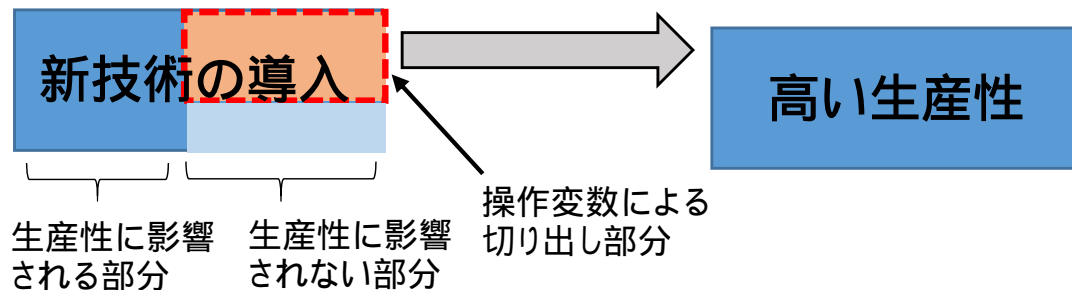 新技術の導入
高い生産性
生産性に影響
される部分
生産性に影響
されない部分
操作変数による
切り出し部分